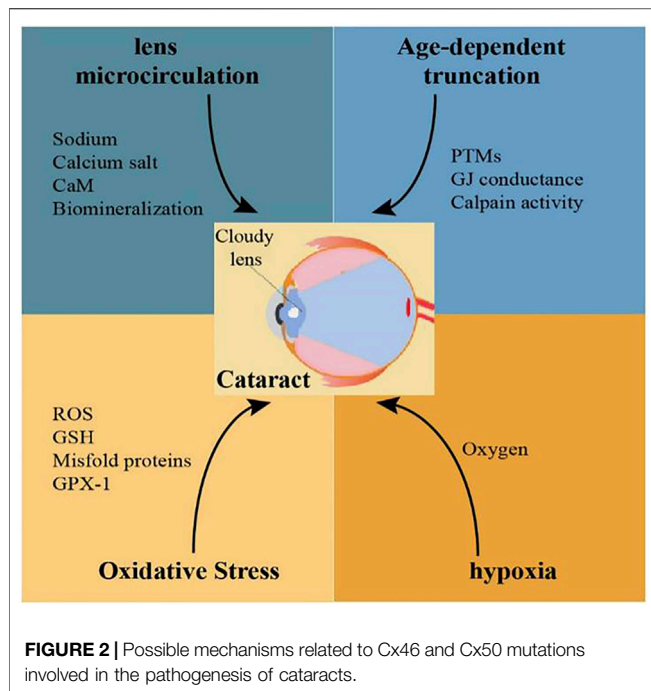 lens
microcirculation
Sodium
Calcium salt
CaM
Biomineralization
Age-dependent
truncation
PTMs
GJ conductance
Calpain activity
Cloudy
lens
Cataract
ROS
GSH
Misfold proteins
GPX-1
Oxidative Stress
Oxygen
hypoxia
FIGURE 2 | Possible mechanisms related to Cx46 and Cx50 mutations
involved in the pathogenesis of cataracts.